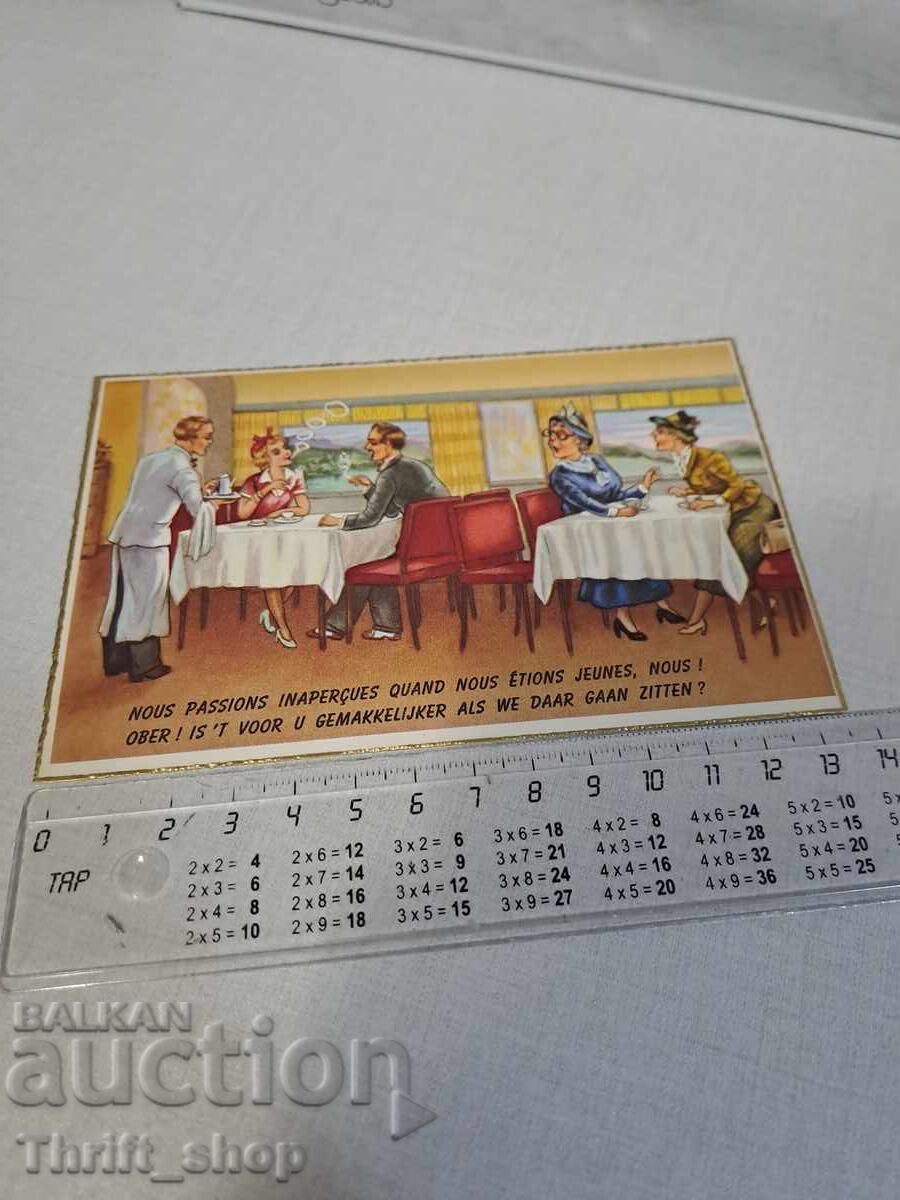 NOUS PASSIONS INAPERÇUES QUAND NOUS ÉTIONS JEUNES, NOUS !
OBER ! IS 'T VOOR U GEMAKKELIJKER ALS WE DAAR GAAN ZITTEN ?
0 1 2 3 4 5 6 7 8 9 10 11 12 13 14
TAP
2 x 2 = 4 2 x 6 = 12 3 x 2 = 6 3 x 6 = 18 4 x 2 = 8 4 x 6 = 24 5 x 2 = 10
2 x 3 = 6 2 x 7 = 14 3 x 3 = 9 3 x 7 = 21 4 x 3 = 12 4 x 7 = 28 5 x 3 = 15
2 x 4 = 8 2 x 8 = 16 3 x 4 = 12 3 x 8 = 24 4 x 4 = 16 4 x 8 = 32 5 x 4 = 20
2 x 5 = 10 2 x 9 = 18 3 x 5 = 15 3 x 9 = 27 4 x 5 = 20 4 x 9 = 36 5 x 5 = 25
BALKAN
auction
Thrift_shop